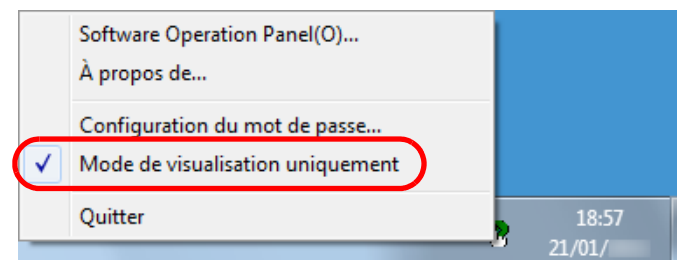 Software Operation Panel(O)...
À propos de...
Configuration du mot de passe...
Mode de visualisation uniquement
Quitter
18:57
21/01/